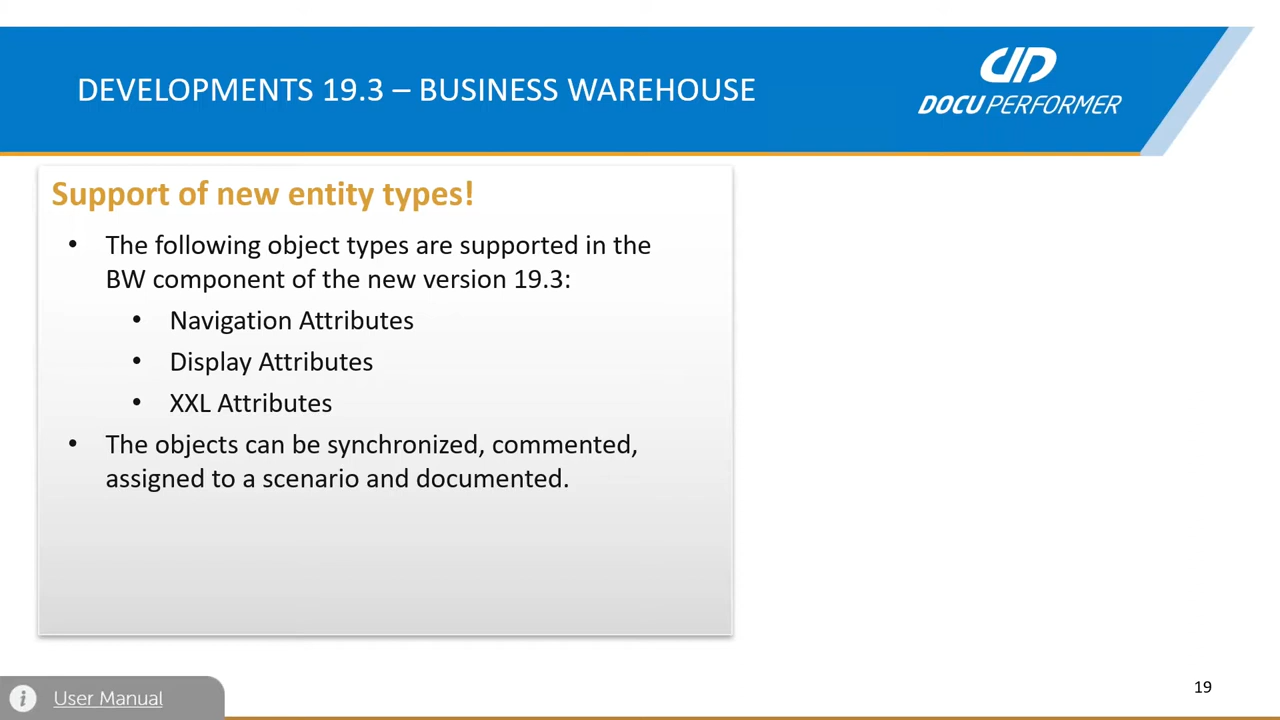 DEVELOPMENTS 19.3 – BUSINESS WAREHOUSE
DOCU PERFORMER
Support of new entity types!
• The following object types are supported in the
BW component of the new version 19.3:
• Navigation Attributes
• Display Attributes
• XXL Attributes
• The objects can be synchronized, commented,
assigned to a scenario and documented.
i User Manual
19